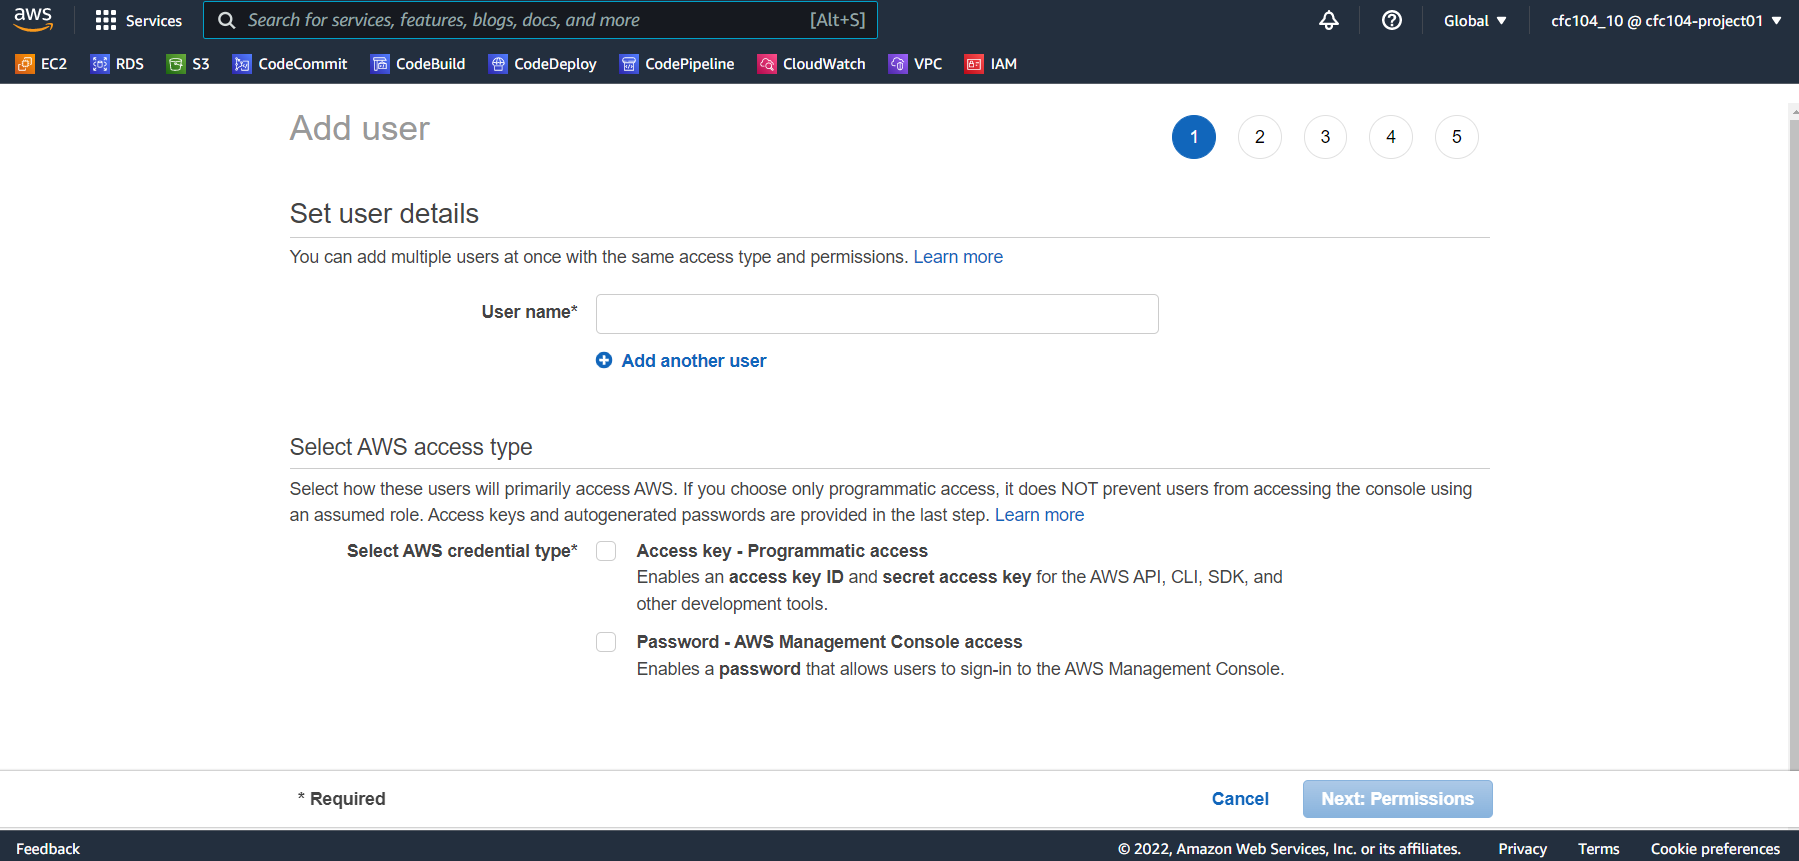 aws Services Search for services, features, blogs, docs, and more [Alt+S] Global ▼ cfc104_10 @ cfc104-project01 ▼
EC2 RDS S3 CodeCommit CodeBuild CodeDeploy CodePipeline CloudWatch VPC IAM
Add user 1 2 3 4 5
Set user details
You can add multiple users at once with the same access type and permissions. Learn more
User name*
Add another user
Select AWS access type
Select how these users will primarily access AWS. If you choose only programmatic access, it does NOT prevent users from accessing the console using
an assumed role. Access keys and autogenerated passwords are provided in the last step. Learn more
Select AWS credential type* Access key - Programmatic access
Enables an access key ID and secret access key for the AWS API, CLI, SDK, and
other development tools.
Password - AWS Management Console access
Enables a password that allows users to sign-in to the AWS Management Console.
* Required Cancel Next: Permissions
Feedback © 2022, Amazon Web Services, Inc. or its affiliates. Privacy Terms Cookie preferences